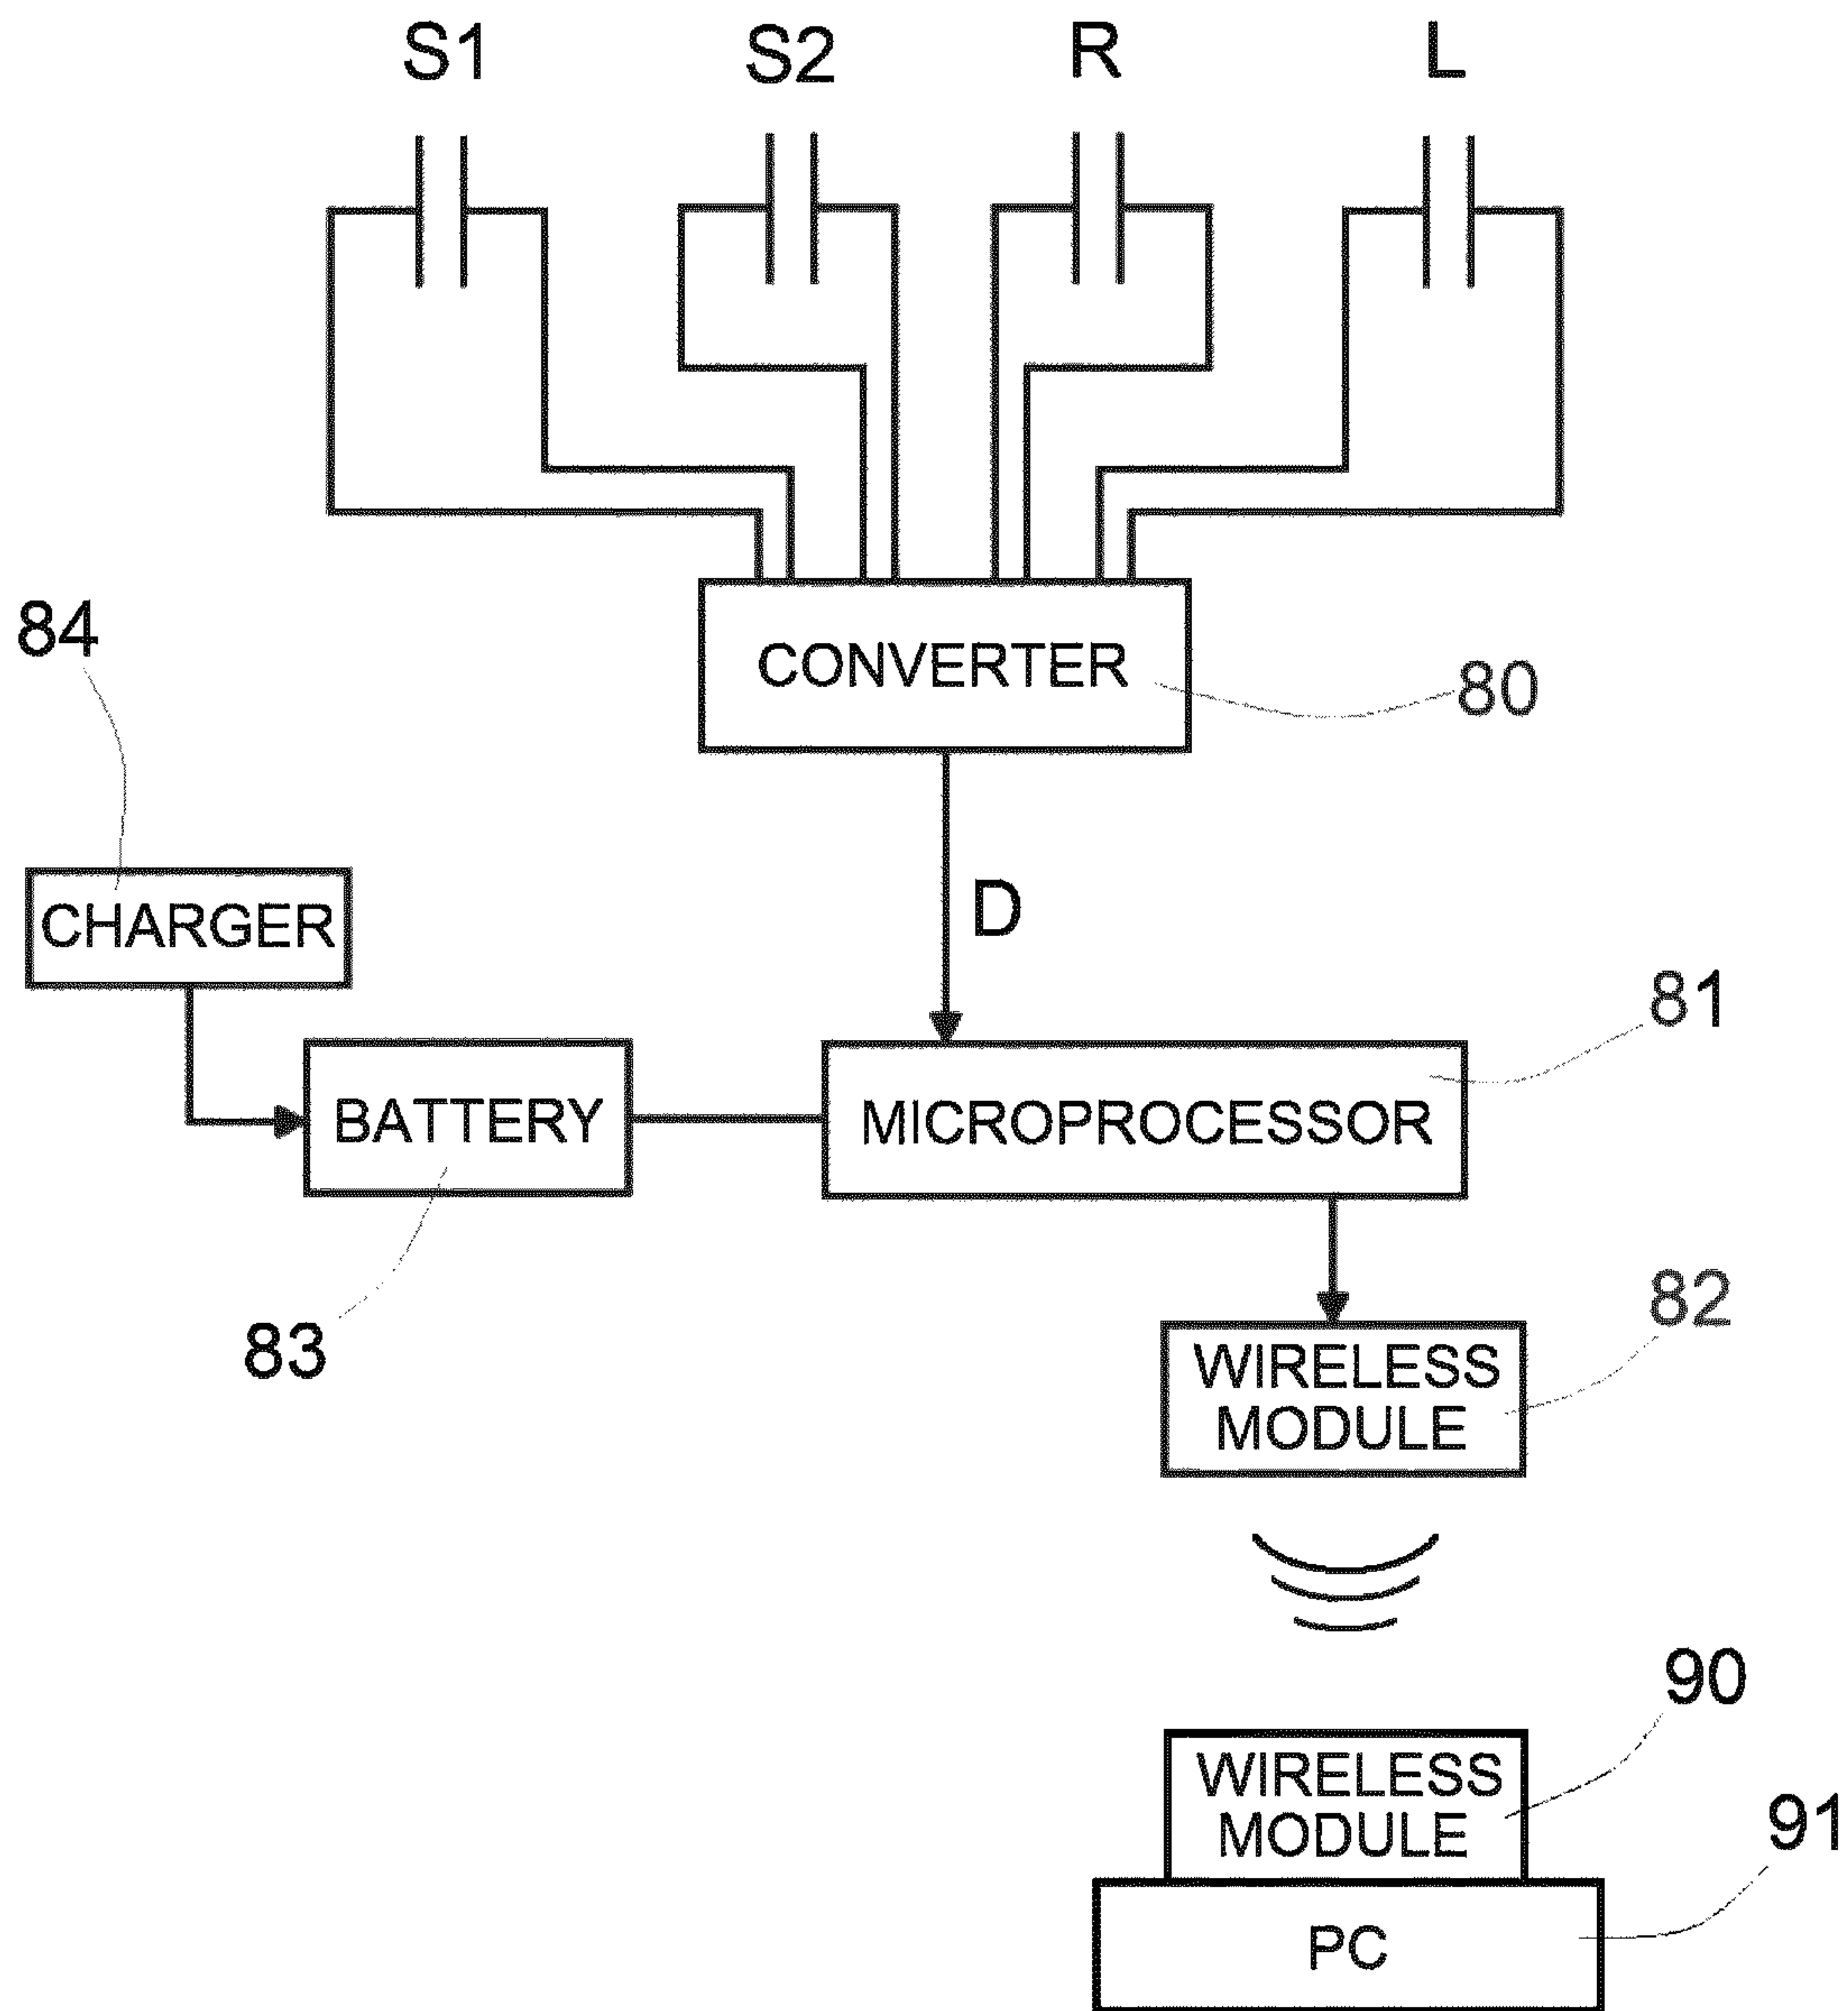 S1 S2 R L
CONVERTER
80
84
CHARGER
D
81
BATTERY
MICROPROCESSOR
83
82
WIRELESS
MODULE
90
WIRELESS
MODULE
91
PC